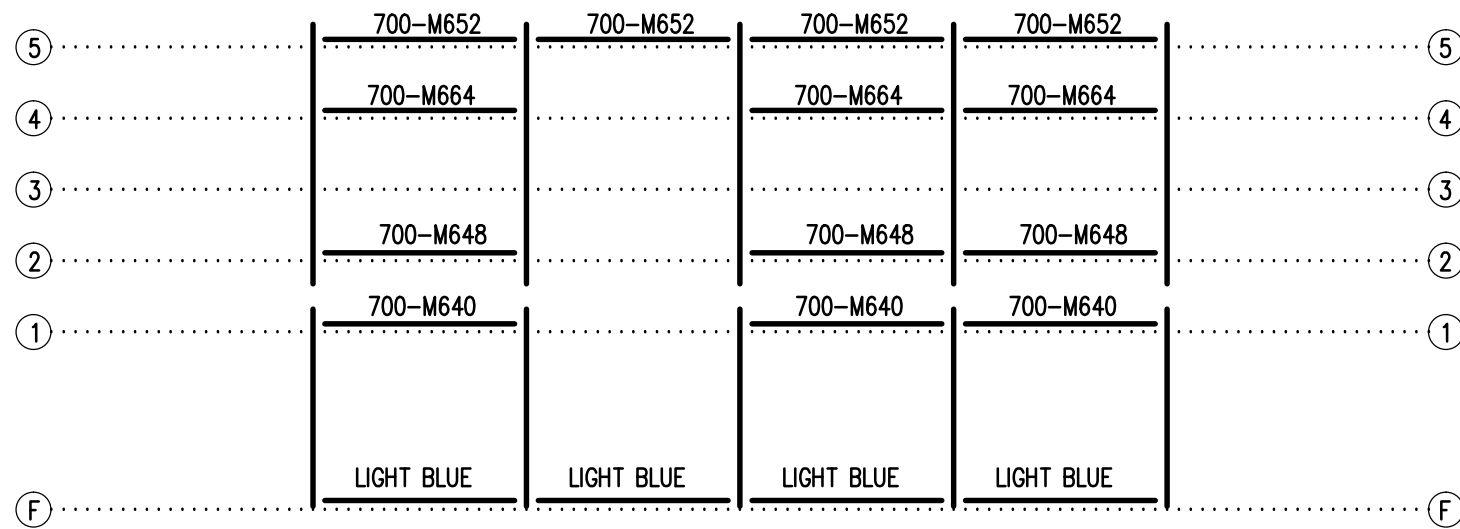 700-M652 700-M652 700-M652 700-M652
5 5
700-M664 700-M664 700-M664
4 4
3 3
700-M648 700-M648 700-M648
2 2
700-M640 700-M640 700-M640
1 1
LIGHT BLUE LIGHT BLUE LIGHT BLUE LIGHT BLUE
F F